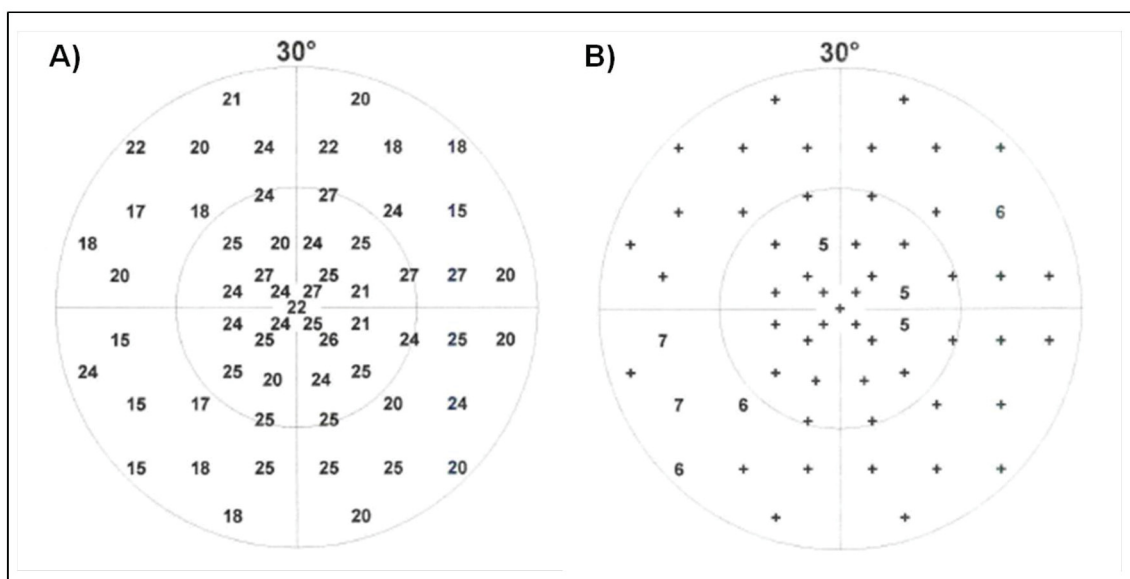 A)
30°
21 20
22 20 24 22 18 18
24 27
17 18 24 15
18 25 20 24 25
20 27 25 27 27 20
24 24 27 21
22
24 24 25 21
15 25 26 24 25 20
24 25 25
20 24
15 17 20 24
25 25
15 18 25 25 25 20
18 20
B)
30°
+ +
+ + + + + +
+ +
+ + + 6
+ + 5 + +
+ + + + + +
+ + + 5
+
+ + + 5
7 + + + + +
+ + +
+ +
7 6 + +
+ +
6 + + + + +
+ +